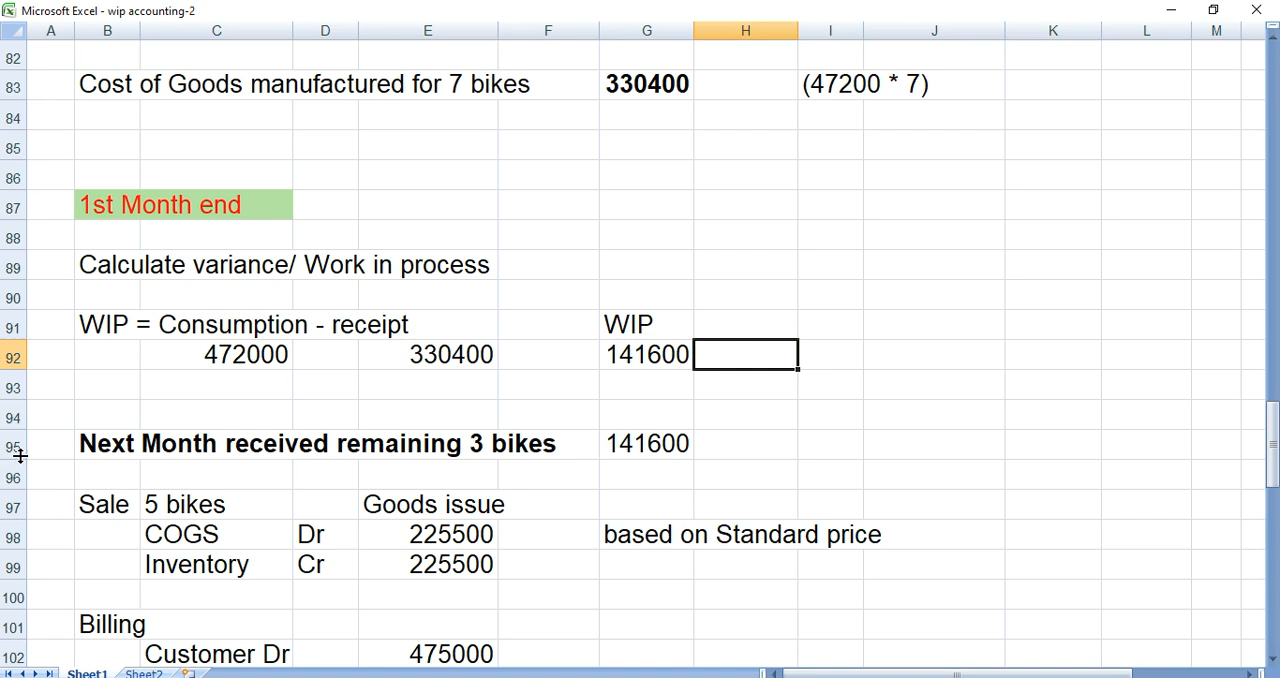 Microsoft Excel - wip accounting-2
A B C D E F G H I J K L M
82
83 Cost of Goods manufactured for 7 bikes 330400 (47200 * 7)
84
85
86
87 1st Month end
88
89 Calculate variance/ Work in process
90
91 WIP = Consumption - receipt WIP
92 472000 330400 141600
93
94
95 Next Month received remaining 3 bikes 141600
96
97 Sale 5 bikes Goods issue
98 COGS Dr 225500 based on Standard price
99 Inventory Cr 225500
100
101 Billing
102 Customer Dr 475000
Sheet1 Sheet2